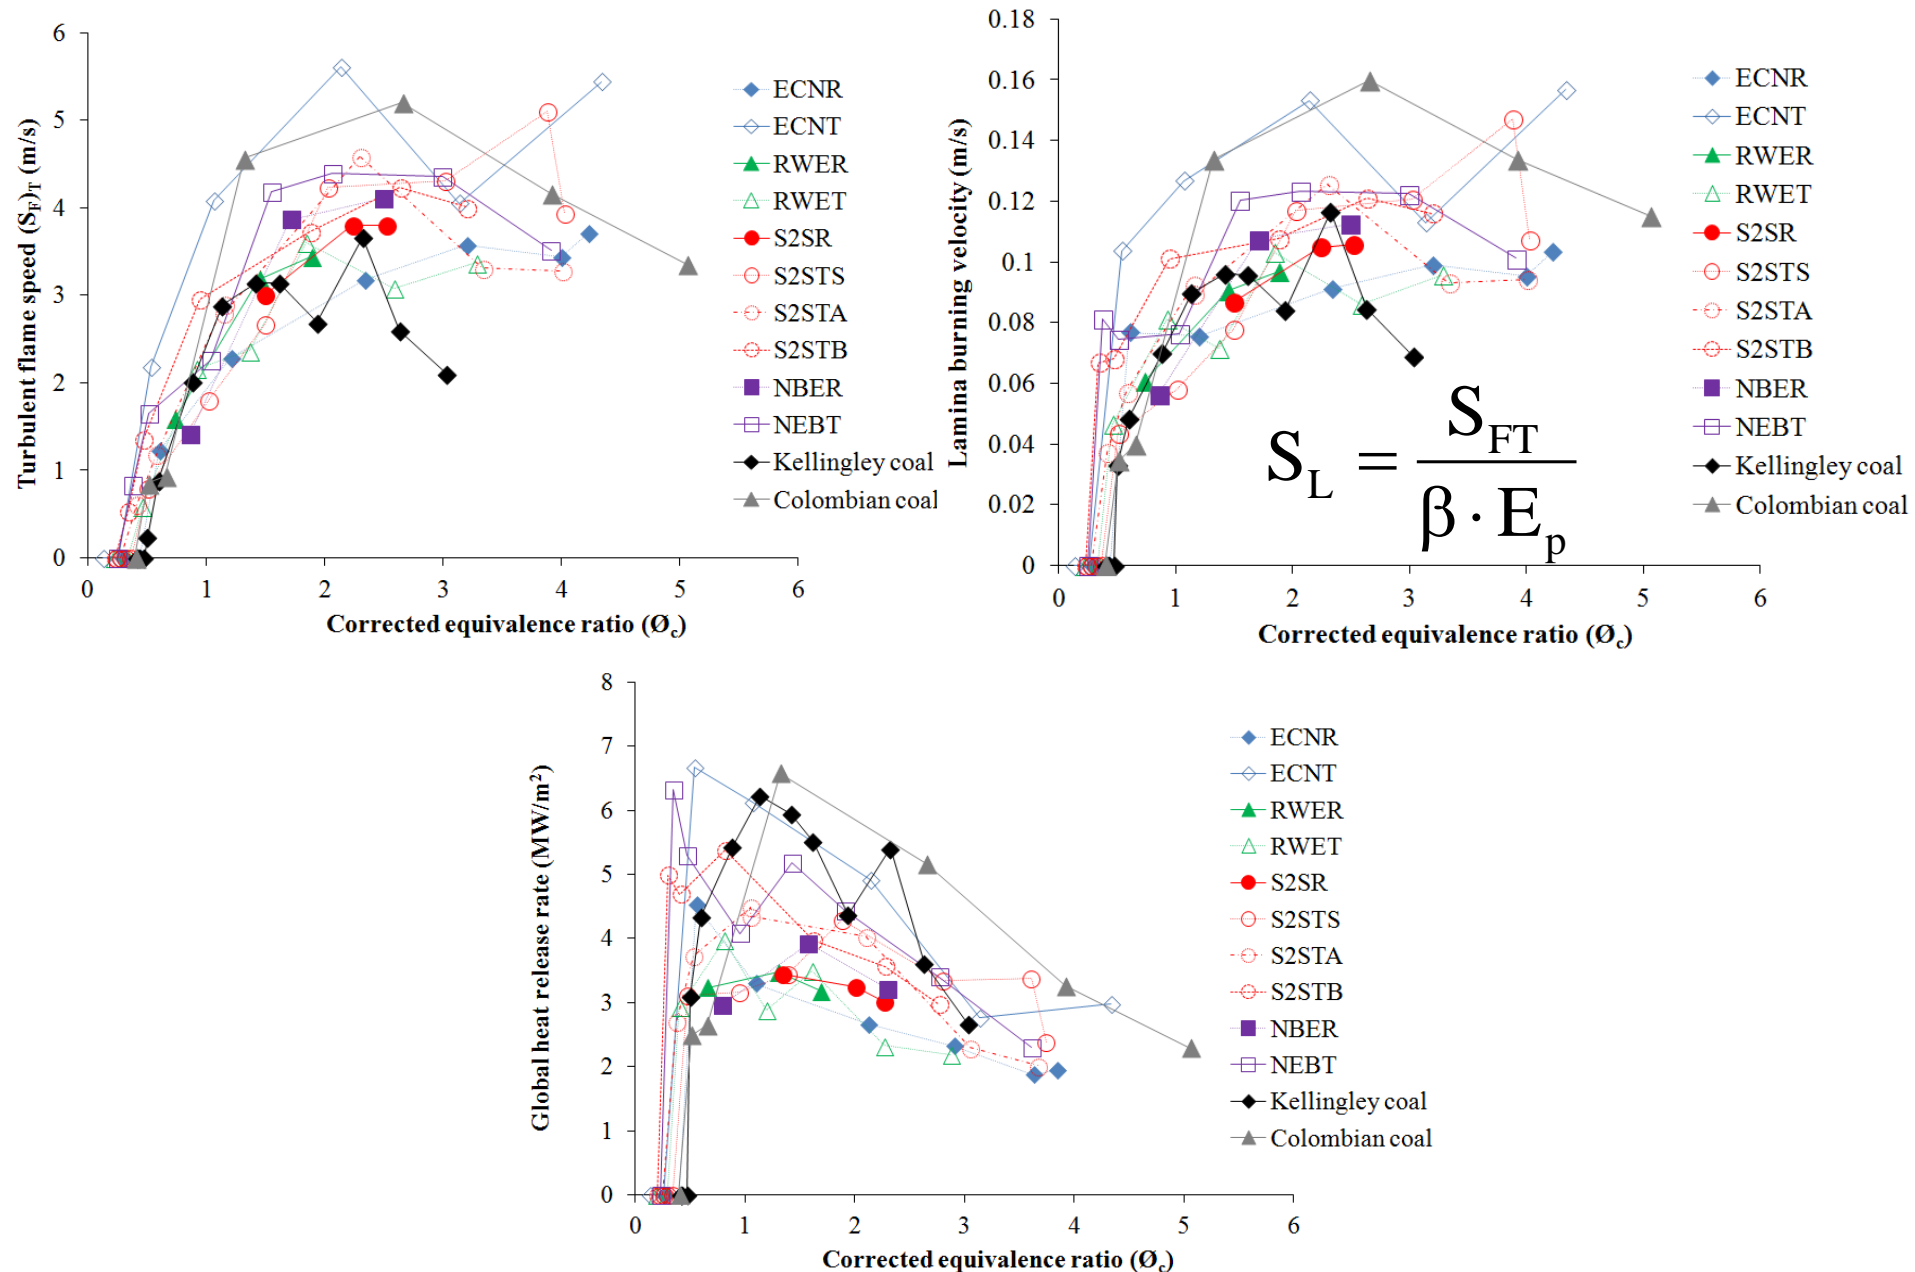 Turbulent flame speed (S_F)_T (m/s)
6
5
4
3
2
1
0
0 1 2 3 4 5 6
Corrected equivalence ratio (Ø_c)
ECNR
ECNT
RWER
RWET
S2SR
S2STS
S2STA
S2STB
NBER
NEBT
Kellingley coal
Colombian coal
Lamina burning velocity (m/s)
0.18
0.16
0.14
0.12
0.1
0.08
0.06
0.04
0.02
0
0 1 2 3 4 5 6
Corrected equivalence ratio (Ø_c)
ECNR
ECNT
RWER
RWET
S2SR
S2STS
S2STA
S2STB
NBER
NEBT
Kellingley coal
Colombian coal
S_L = S_FT / β · E_p
Global heat release rate (MW/m²)
8
7
6
5
4
3
2
1
0
0 1 2 3 4 5 6
Corrected equivalence ratio (Ø_c)
ECNR
ECNT
RWER
RWET
S2SR
S2STS
S2STA
S2STB
NBER
NEBT
Kellingley coal
Colombian coal